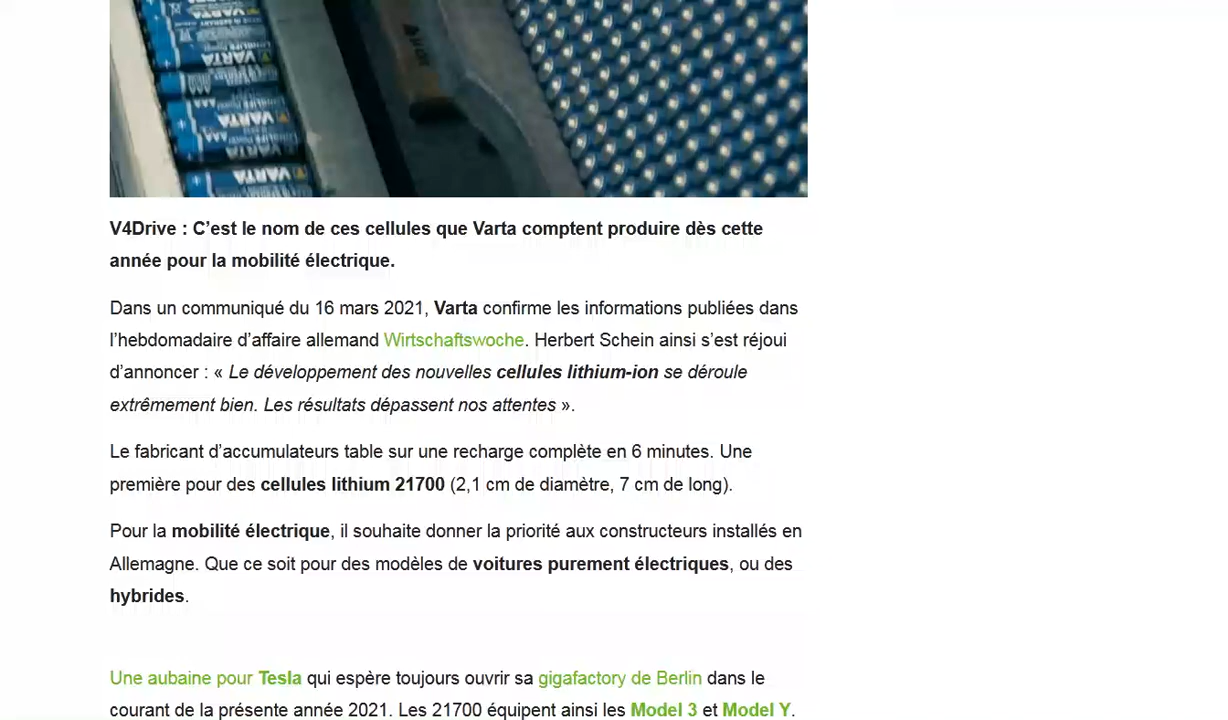 VARTA
VARTA
VARTA
VARTA
V4Drive : C’est le nom de ces cellules que Varta comptent produire dès cette
année pour la mobilité électrique.
Dans un communiqué du 16 mars 2021, Varta confirme les informations publiées dans
l’hebdomadaire d’affaire allemand Wirtschaftswoche. Herbert Schein ainsi s’est réjoui
d’annoncer : « Le développement des nouvelles cellules lithium-ion se déroule
extrêmement bien. Les résultats dépassent nos attentes ».
Le fabricant d’accumulateurs table sur une recharge complète en 6 minutes. Une
première pour des cellules lithium 21700 (2,1 cm de diamètre, 7 cm de long).
Pour la mobilité électrique, il souhaite donner la priorité aux constructeurs installés en
Allemagne. Que ce soit pour des modèles de voitures purement électriques, ou des
hybrides.
Une aubaine pour Tesla qui espère toujours ouvrir sa gigafactory de Berlin dans le
courant de la présente année 2021. Les 21700 équipent ainsi les Model 3 et Model Y.